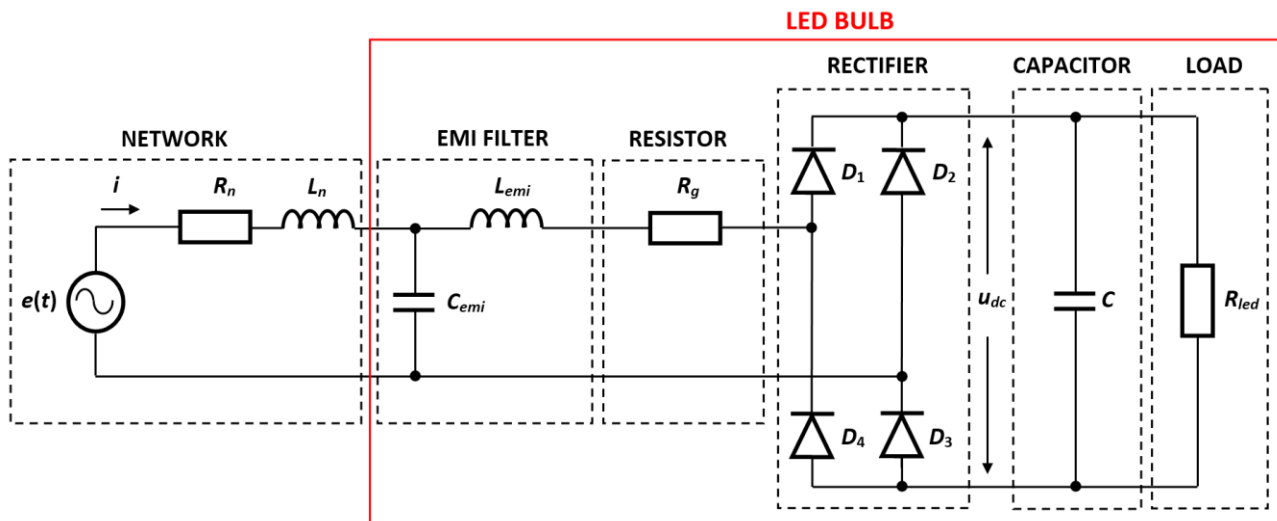 LED BULB
RECTIFIER
CAPACITOR
LOAD
NETWORK
EMI FILTER
RESISTOR
i
Rn
Ln
Lemi
Rg
D1
D2
e(t)
Cemi
udc
C
Rled
D4
D3